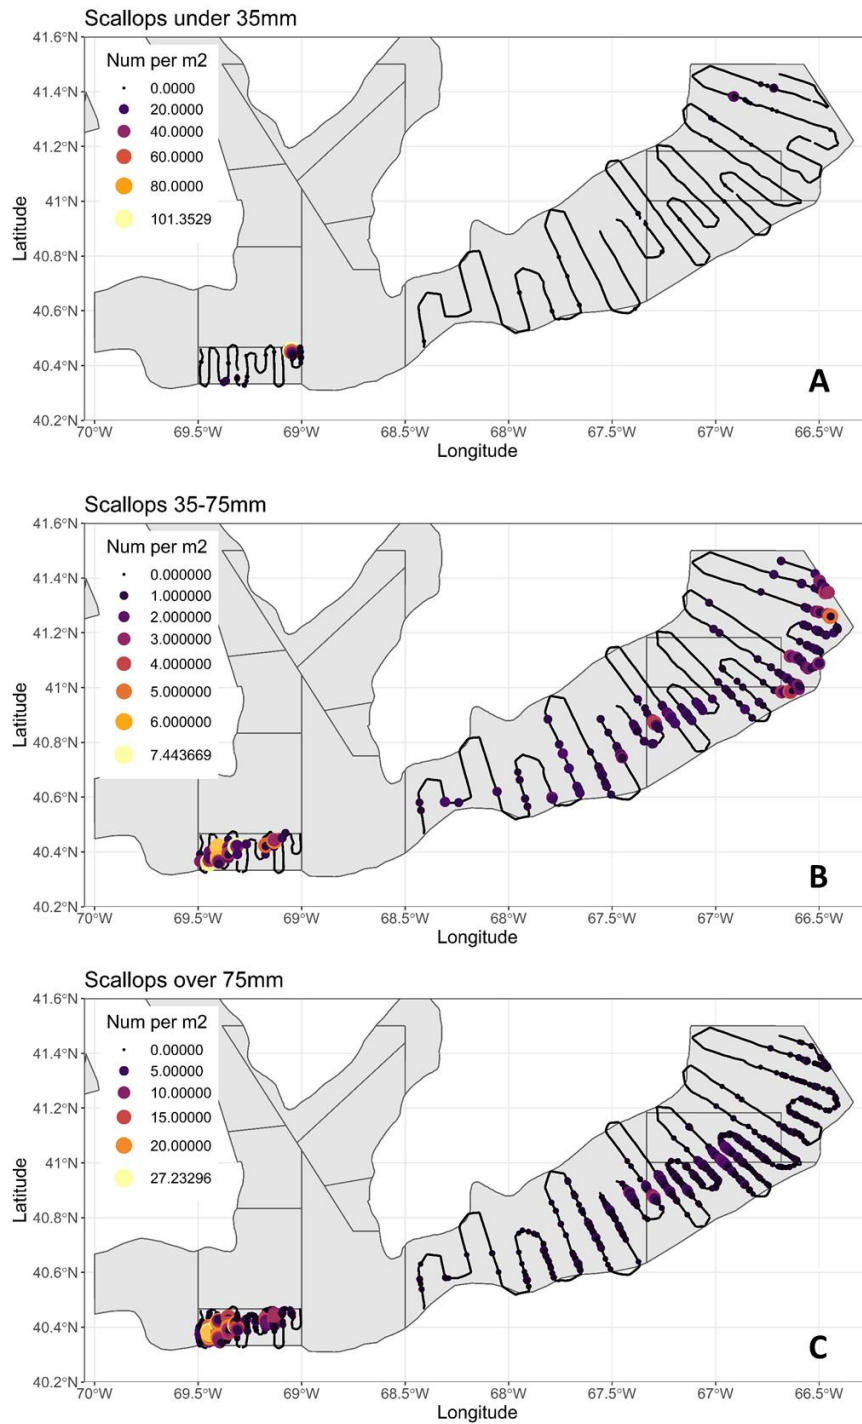 Scallops under 35mm
41.6°N
Num per m2
0.0000
41.4°N
20.0000
40.0000
41.2°N
60.0000
80.0000
41°N
101.3529
Latitude
40.8°N
40.6°N
40.4°N
A
40.2°N
70°W 69.5°W 69°W 68.5°W 68°W 67.5°W 67°W 66.5°W
Longitude
Scallops 35-75mm
41.6°N
Num per m2
0.000000
41.4°N
1.000000
2.000000
41.2°N
3.000000
4.000000
5.000000
41°N
6.000000
7.443669
Latitude
40.8°N
40.6°N
40.4°N
B
40.2°N
70°W 69.5°W 69°W 68.5°W 68°W 67.5°W 67°W 66.5°W
Longitude
Scallops over 75mm
41.6°N
Num per m2
0.00000
41.4°N
5.00000
10.00000
41.2°N
15.00000
20.00000
41°N
27.23296
Latitude
40.8°N
40.6°N
40.4°N
C
40.2°N
70°W 69.5°W 69°W 68.5°W 68°W 67.5°W 67°W 66.5°W
Longitude